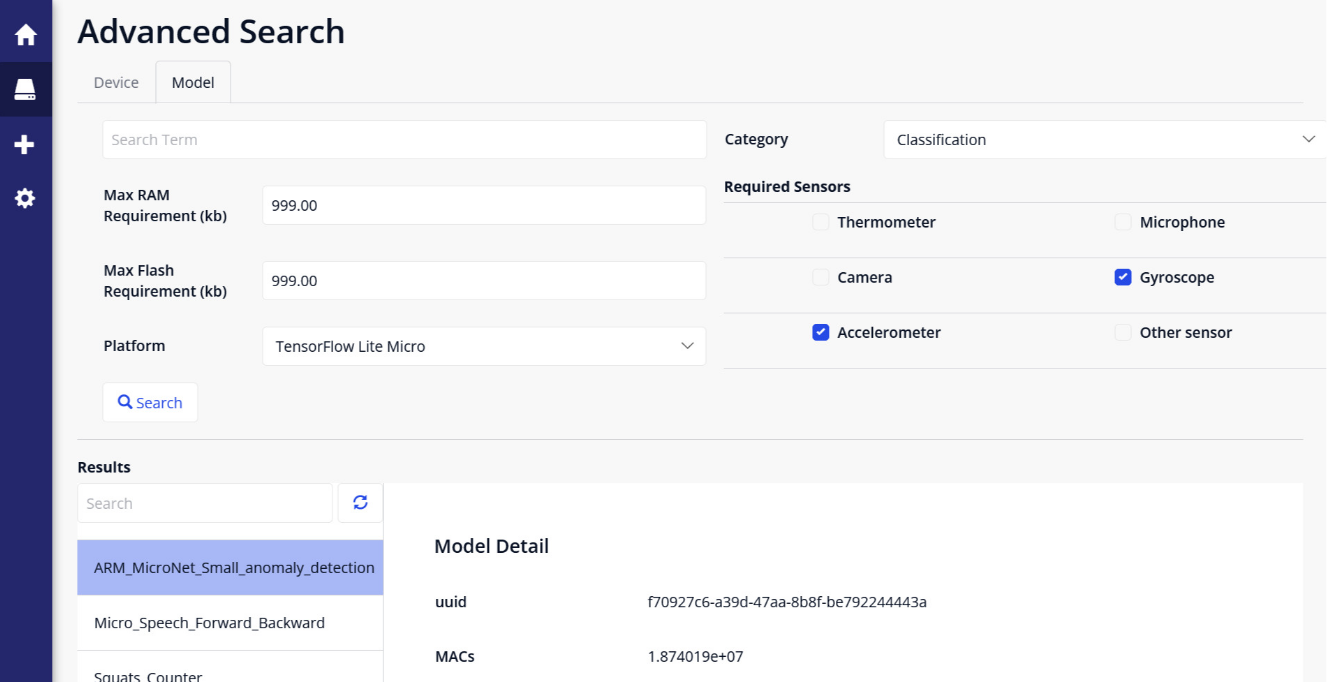 Advanced Search
Device
Model
Search Term
Category
Classification
Max RAM
Requirement (kb)
999.00
Required Sensors
Thermometer
Microphone
Max Flash
Requirement (kb)
999.00
Camera
Gyroscope
Platform
TensorFlow Lite Micro
Accelerometer
Other sensor
Search
Results
Search
Model Detail
ARM_MicroNet_Small_anomaly_detection
uuid
f70927c6-a39d-47aa-8b8f-be792244443a
Micro_Speech_Forward_Backward
MACs
1.874019e+07
Squats_Counter